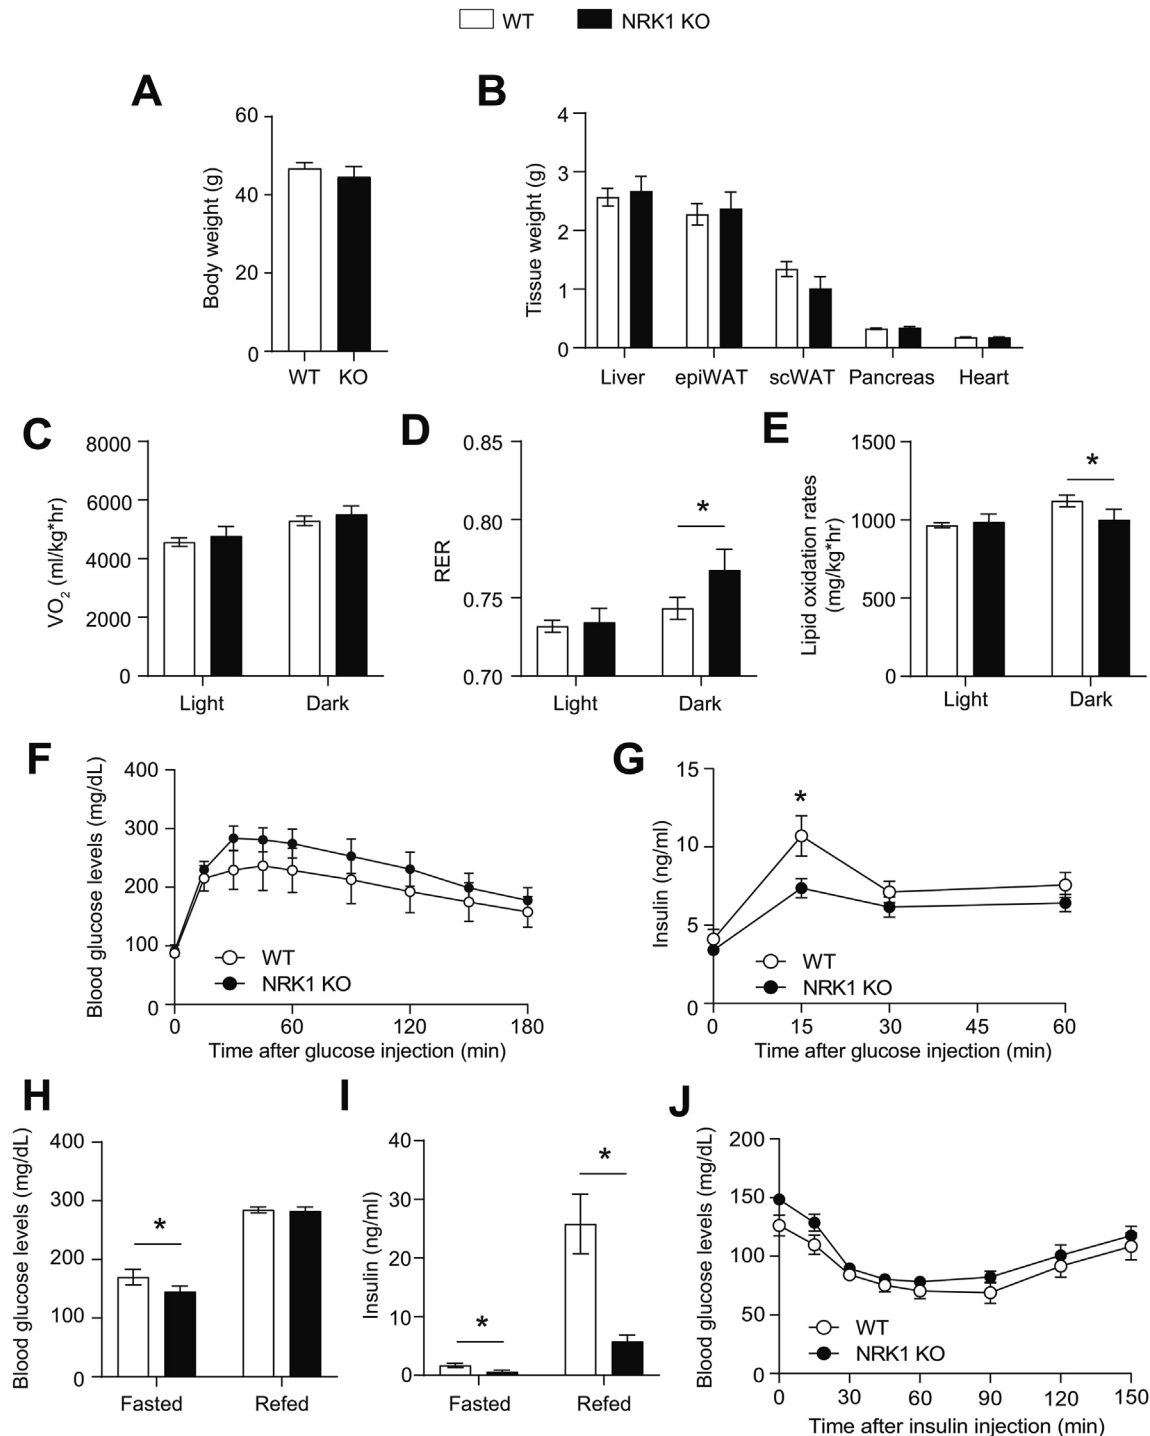 WT NRK1 KO
A
Body weight (g)
60
40
20
0
WT KO
B
Tissue weight (g)
4
3
2
1
0
Liver epiWAT scWAT Pancreas Heart
C
VO2 (ml/kg*hr)
8000
6000
4000
2000
0
Light Dark
D
RER
0.85
0.80
0.75
0.70
*
Light Dark
E
Lipid oxidation rates
(mg/kg*hr)
1500
1000
500
0
*
Light Dark
F
Blood glucose levels (mg/dL)
400
300
200
100
0
WT
NRK1 KO
0 60 120 180
Time after glucose injection (min)
G
Insulin (ng/ml)
15
10
5
0
*
WT
NRK1 KO
0 15 30 45 60
Time after glucose injection (min)
H
Blood glucose levels (mg/dL)
400
300
200
100
0
*
Fasted Refed
I
Insulin (ng/ml)
40
30
20
10
0
*
*
Fasted Refed
J
Blood glucose levels (mg/dL)
200
150
100
50
0
WT
NRK1 KO
0 30 60 90 120 150
Time after insulin injection (min)